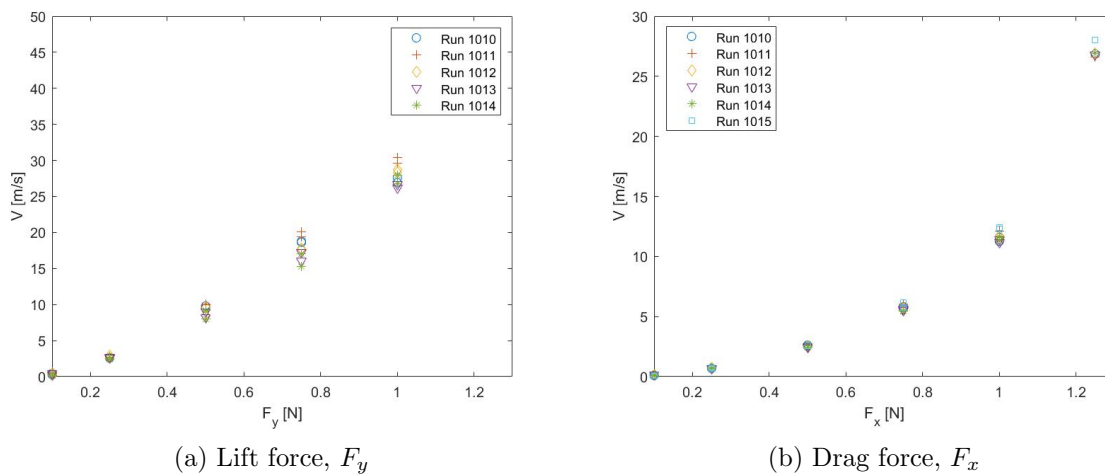 50
45
40
35
30
25
20
15
10
5
0
V [m/s]
0.2
0.4
0.6
0.8
1
1.2
F_y [N]
Run 1010
Run 1011
Run 1012
Run 1013
Run 1014
(a) Lift force, F_y
30
25
20
15
10
5
0
V [m/s]
0.2
0.4
0.6
0.8
1
1.2
F_x [N]
Run 1010
Run 1011
Run 1012
Run 1013
Run 1014
Run 1015
(b) Drag force, F_x